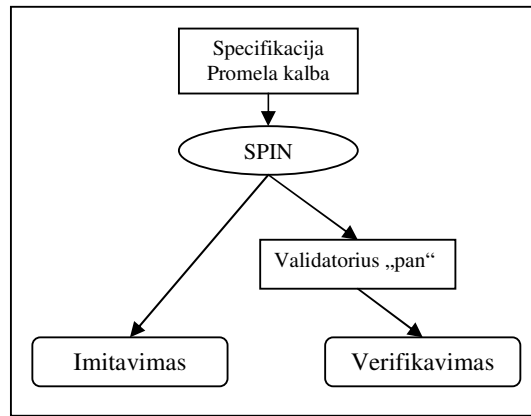 Specifikacija
Promela kalba
SPIN
Validatorius „pan“
Imitavimas
Verifikavimas